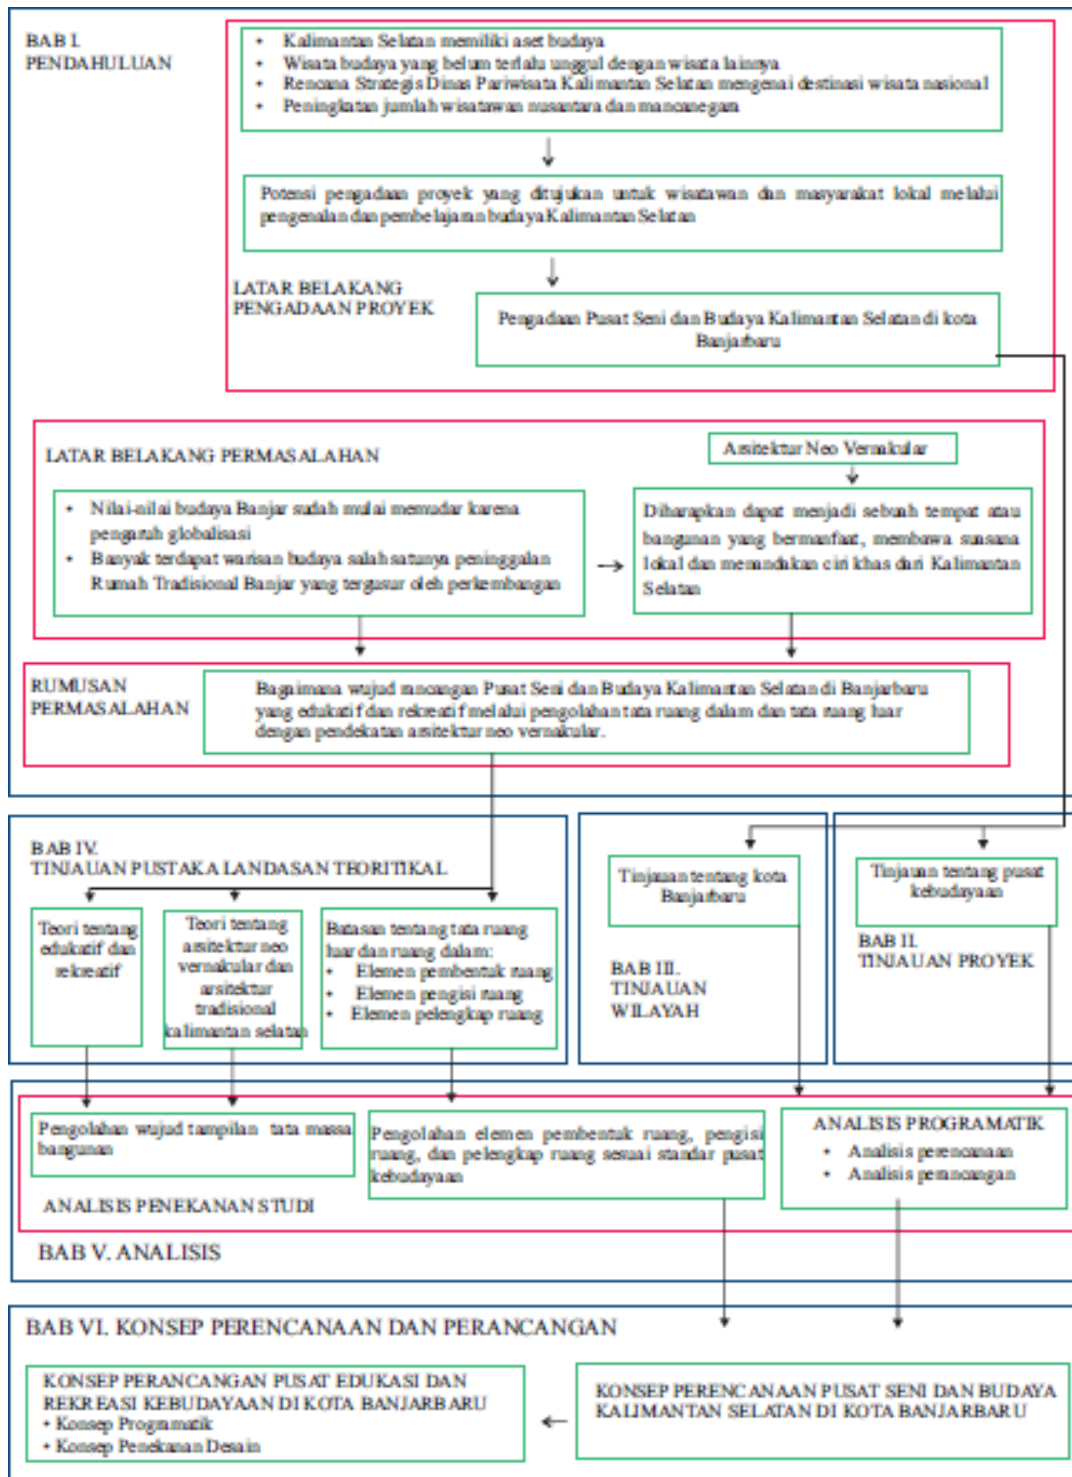 BAB I.
PENDAHULUAN
• Kalimantan Selatan memiliki aset budaya
• Wisata budaya yang belum terlalu unggul dengan wisata lainnya
• Rencana Strategis Dinas Pariwisata Kalimantan Selatan mengenai destinasi wisata nasional
• Peningkatan jumlah wisatawan nusantara dan mancanegara
Potensi pengadaan proyek yang ditujukan untuk wisatawan dan masyarakat lokal melalui
pengenalan dan pembelajaran budaya Kalimantan Selatan
LATAR BELAKANG
PENGADAAN PROYEK
Pengadaan Pusat Seni dan Budaya Kalimantan Selatan di kota
Banjarbaru
LATAR BELAKANG PERMASALAHAN
Arsitektur Neo Vernakular
• Nilai-nilai budaya Banjar sudah mulai memudar karena
pengaruh globalisasi
• Banyak terdapat warisan budaya salah satunya peninggalan
Rumah Tradisional Banjar yang tergusur oleh perkembangan
Diharapkan dapat menjadi sebuah tempat atau
bangunan yang bermanfaat, membawa suasana
lokal dan menandakan ciri khas dari Kalimantan
Selatan
RUMUSAN
PERMASALAHAN
Bagaimana wujud rancangan Pusat Seni dan Budaya Kalimantan Selatan di Banjarbaru
yang edukatif dan rekreatif melalui pengolahan tata ruang dalam dan tata ruang luar
dengan pendekatan arsitektur neo vernakular.
BAB IV.
TINJAUAN PUSTAKA LANDASAN TEORITIKAL
Teori tentang
edukatif dan
rekreatif
Teori tentang
arsitektur neo
vernakular dan
arsitektur
tradisional
kalimantan selatan
Batasan tentang tata ruang
luar dan ruang dalam:
• Elemen pembentuk ruang
• Elemen pengisi ruang
• Elemen pelengkap ruang
Tinjauan tentang kota
Banjarbaru
BAB III.
TINJAUAN
WILAYAH
Tinjauan tentang pusat
kebudayaan
BAB II.
TINJAUAN PROYEK
Pengolahan wujud tampilan tata massa
bangunan
Pengolahan elemen pembentuk ruang, pengisi
ruang, dan pelengkap ruang sesuai standar pusat
kebudayaan
ANALISIS PROGRAMATIK
• Analisis perencanaan
• Analisis perancangan
ANALISIS PENEKANAN STUDI
BAB V. ANALISIS
BAB VI. KONSEP PERENCANAAN DAN PERANCANGAN
KONSEP PERANCANGAN PUSAT EDUKASI DAN
REKREASI KEBUDAYAAN DI KOTA BANJARBARU
• Konsep Programatik
• Konsep Penekanan Desain
KONSEP PERENCANAAN PUSAT SENI DAN BUDAYA
KALIMANTAN SELATAN DI KOTA BANJARBARU